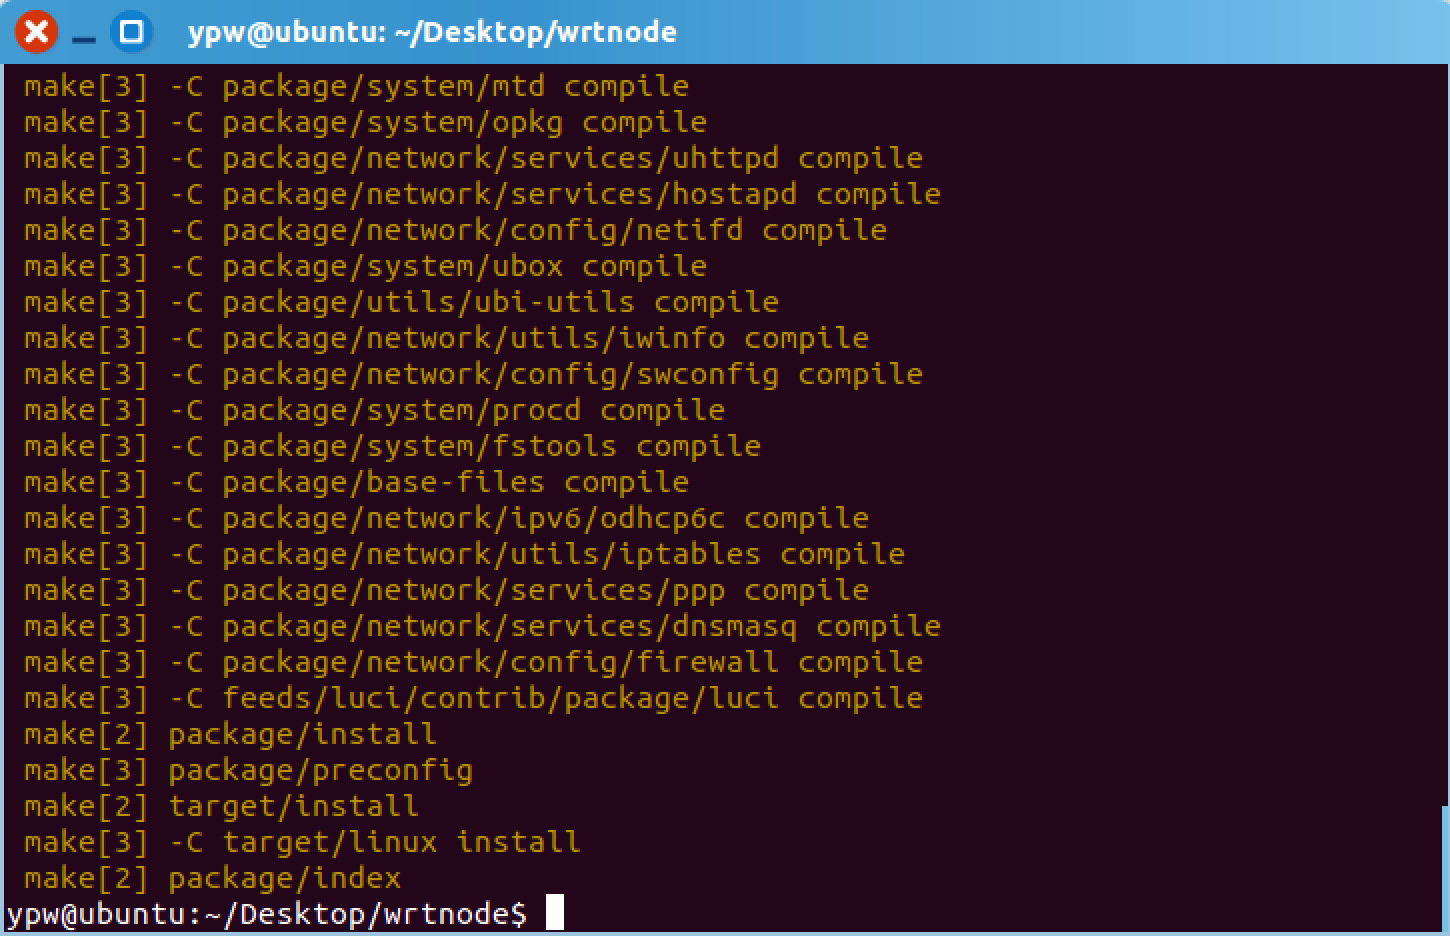 ypw@ubuntu: ~/Desktop/wrtnode
make[3] -C package/system/mtd compile
make[3] -C package/system/opkg compile
make[3] -C package/network/services/uhttpd compile
make[3] -C package/network/services/hostapd compile
make[3] -C package/network/config/netifd compile
make[3] -C package/system/ubox compile
make[3] -C package/utils/ubi-utils compile
make[3] -C package/network/utils/iwinfo compile
make[3] -C package/network/config/swconfig compile
make[3] -C package/system/procd compile
make[3] -C package/system/fstools compile
make[3] -C package/base-files compile
make[3] -C package/network/ipv6/odhcp6c compile
make[3] -C package/network/utils/iptables compile
make[3] -C package/network/services/ppp compile
make[3] -C package/network/services/dnsmasq compile
make[3] -C package/network/config/firewall compile
make[3] -C feeds/luci/contrib/package/luci compile
make[2] package/install
make[3] package/preconfig
make[2] target/install
make[3] -C target/linux install
make[2] package/index
ypw@ubuntu:~/Desktop/wrtnode$